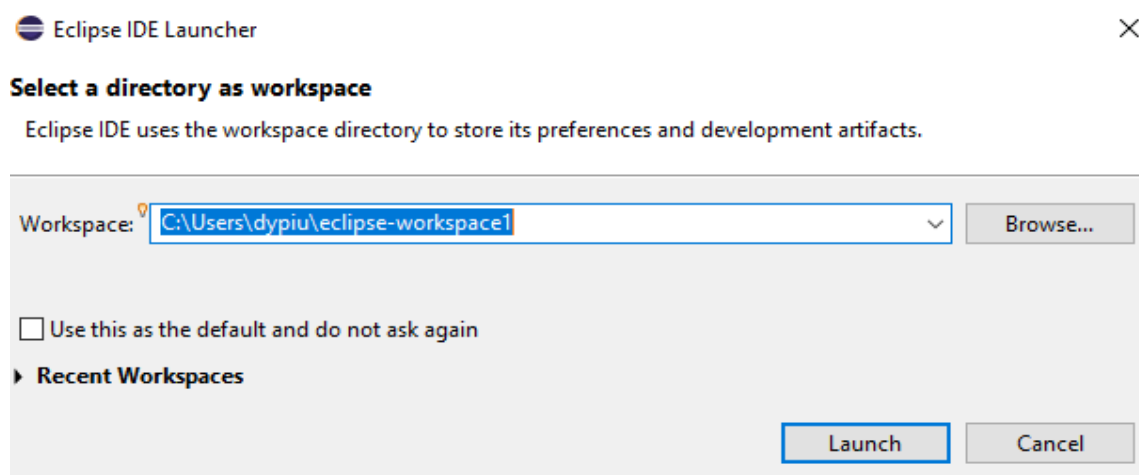 Eclipse IDE Launcher
Select a directory as workspace
Eclipse IDE uses the workspace directory to store its preferences and development artifacts.
Workspace: C:\Users\dypiu\eclipse-workspace1 Browse...
Use this as the default and do not ask again
Recent Workspaces
Launch Cancel